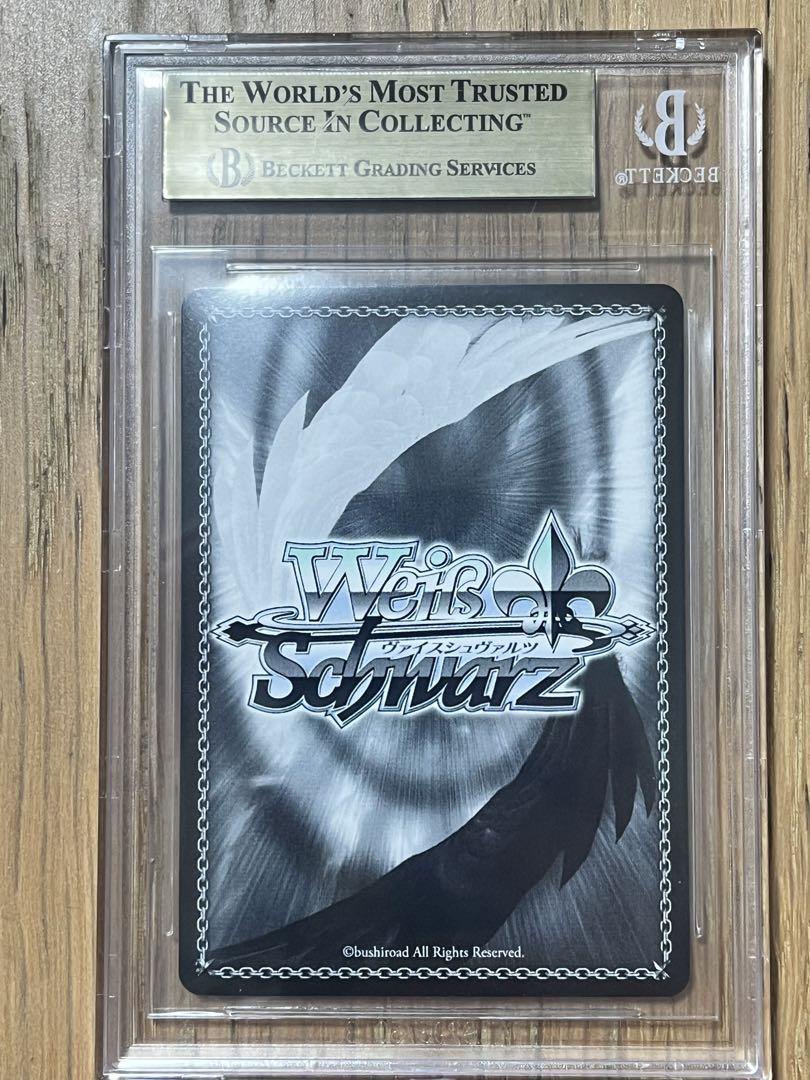 THE WORLD'S MOST TRUSTED
SOURCE IN COLLECTING™
B BECKETT GRADING SERVICES
B
BECKETT®
Weiß
ヴァイスシュヴァルツ
Schwarz
©bushiroad All Rights Reserved.